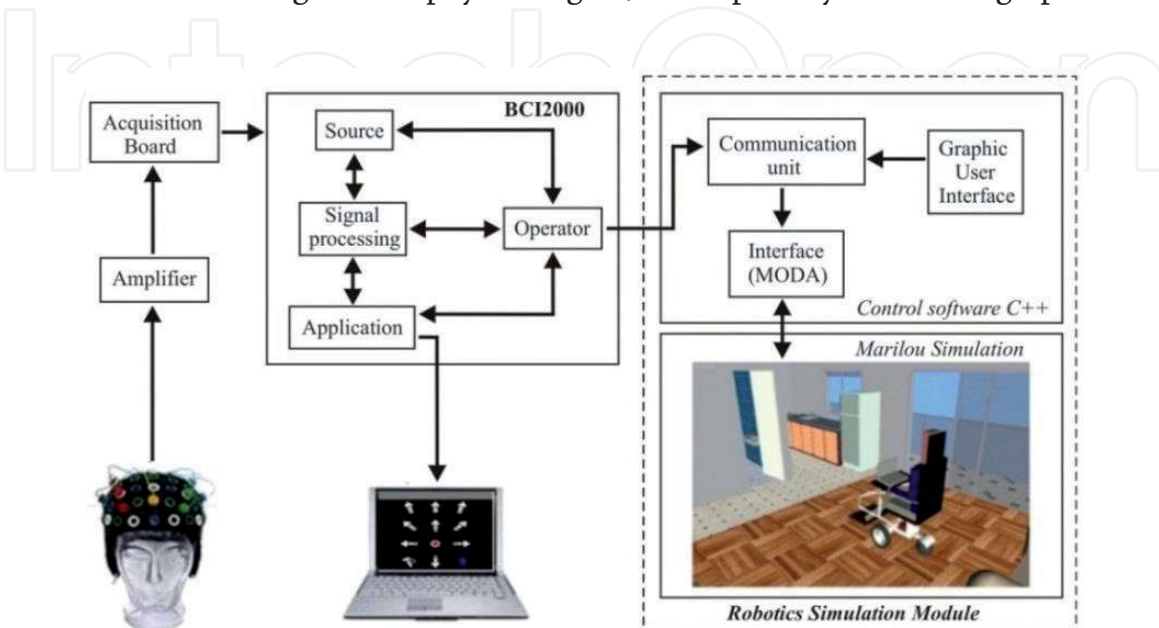 IntechOpen
BCI2000
Acquisition
Board
Source
Communication
unit
Graphic
User
Interface
Signal
processing
Operator
Amplifier
Interface
(MODA)
Application
Control software C++
Marilou Simulation
Robotics Simulation Module